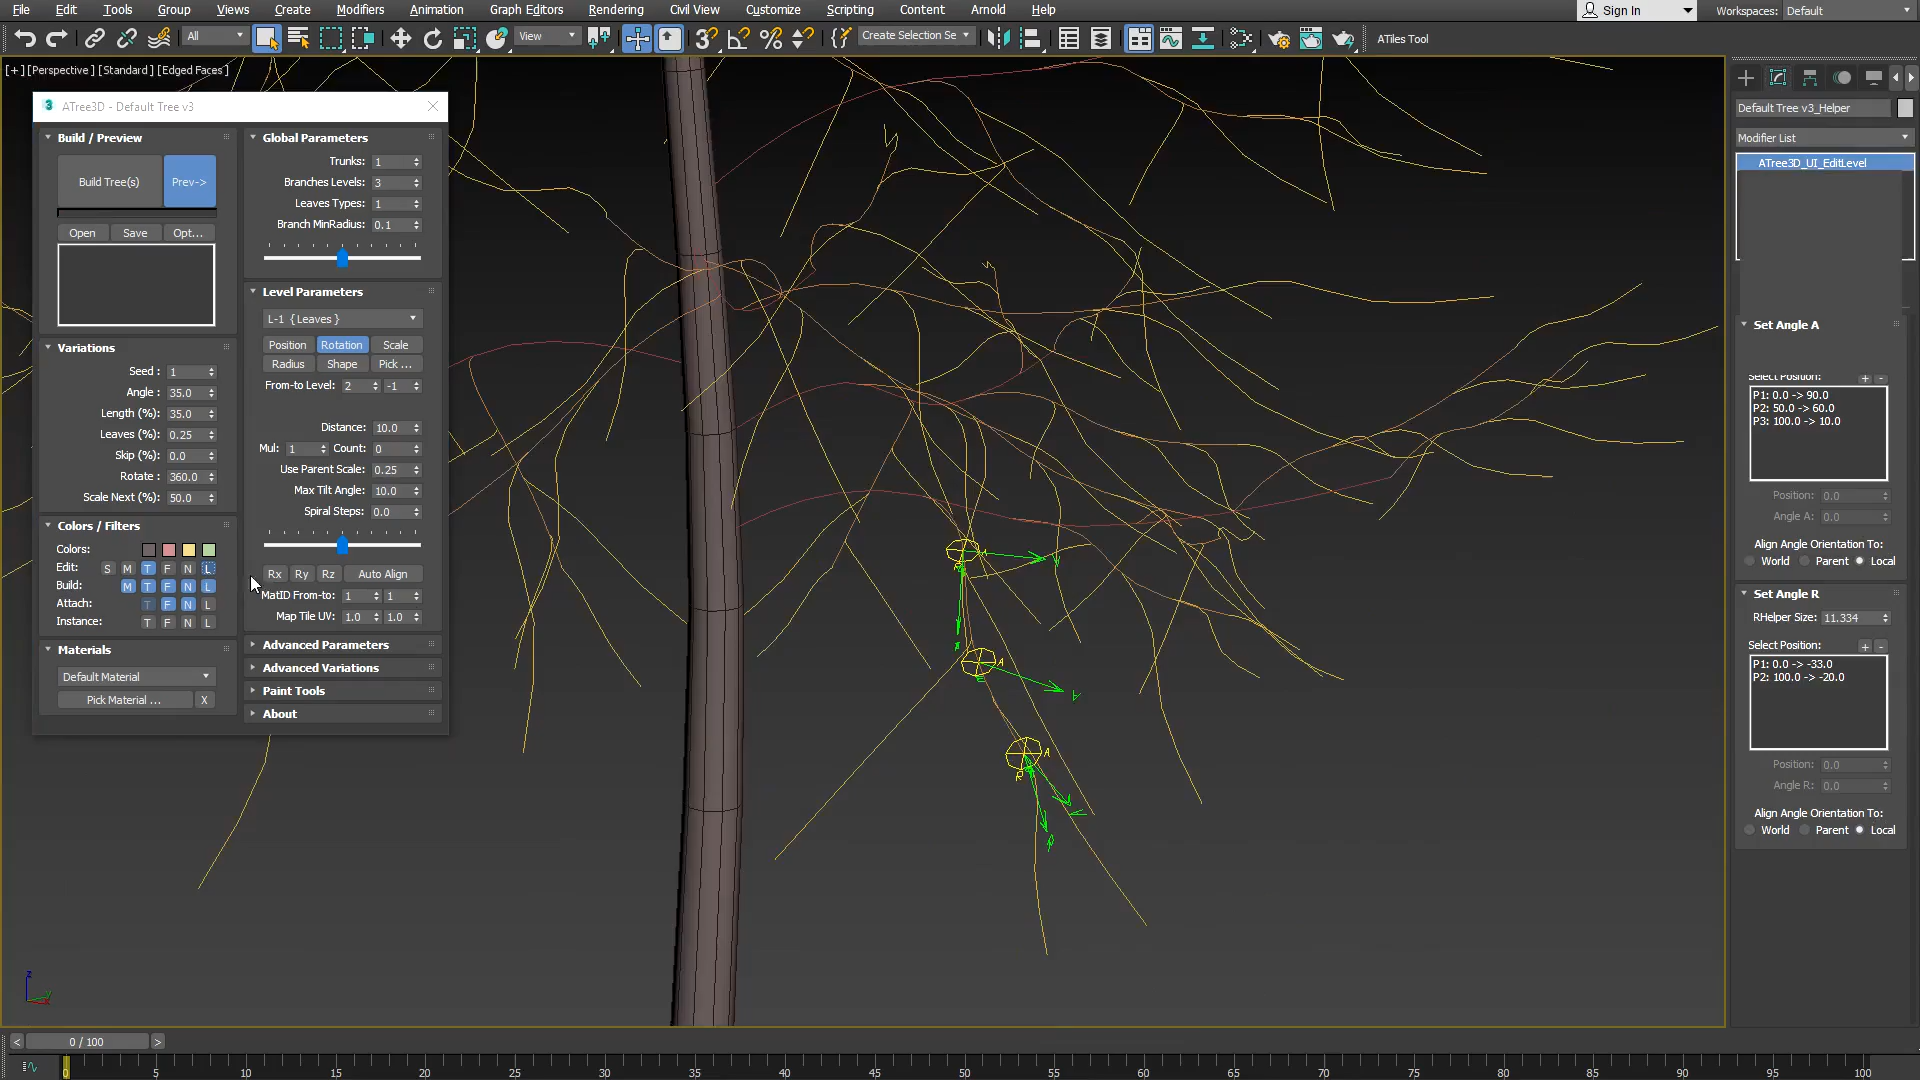 File Edit Tools Group Views Create Modifiers Animation Graph Editors Rendering Civil View Customize Scripting Content Arnold Help Sign In Workspaces: Default
All View Create Selection Se ATiles Tool
[+] [Perspective] [Standard] [Edged Faces]
ATree3D - Default Tree v3
Build / Preview
Build Tree(s) Prev->
Open Save Opt...
Variations
Seed : 1
Angle : 35.0
Length (%): 35.0
Leaves (%): 0.25
Skip (%): 0.0
Rotate : 360.0
Scale Next (%): 50.0
Colors / Filters
Colors:
Edit: S M T F N L
Build: M T F N L
Attach: T F N L
Instance: T F N L
Materials
Default Material
Pick Material ... X
Global Parameters
Trunks: 1
Branches Levels: 3
Leaves Types: 1
Branch MinRadius: 0.1
Level Parameters
L-1 {Leaves }
Position Rotation Scale
Radius Shape Pick ...
From-to Level: 2 -1
Distance: 10.0
Mul: 1 Count: 0
Use Parent Scale: 0.25
Max Tilt Angle: 10.0
Spiral Steps: 0.0
Rx Ry Rz Auto Align
MatID From-to: 1 1
Map Tile UV: 1.0 1.0
Advanced Parameters
Advanced Variations
Paint Tools
About
Default Tree v3_Helper
Modifier List
ATree3D_UI_EditLevel
Set Angle A
Select Position: + -
P1: 0.0 -> 90.0
P2: 50.0 -> 60.0
P3: 100.0 -> 10.0
Position: 0.0
Angle A: 0.0
Align Angle Orientation To:
World Parent Local
Set Angle R
RHelper Size: 11.334
Select Position: + -
P1: 0.0 -> -33.0
P2: 100.0 -> -20.0
Position: 0.0
Angle R: 0.0
Align Angle Orientation To:
World Parent Local
A
A
R
z
< 0 / 100 >
0 5 10 15 20 25 30 35 40 45 50 55 60 65 70 75 80 85 90 95 100